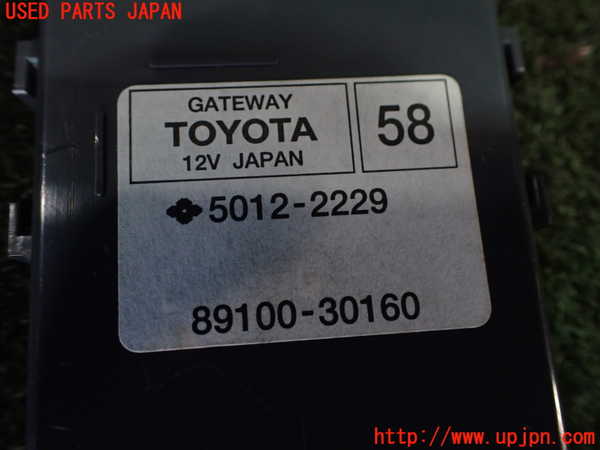 USED PARTS JAPAN
GATEWAY
TOYOTA
12V JAPAN
58
5012-2229
89100-30160
http://www.upjpn.com/